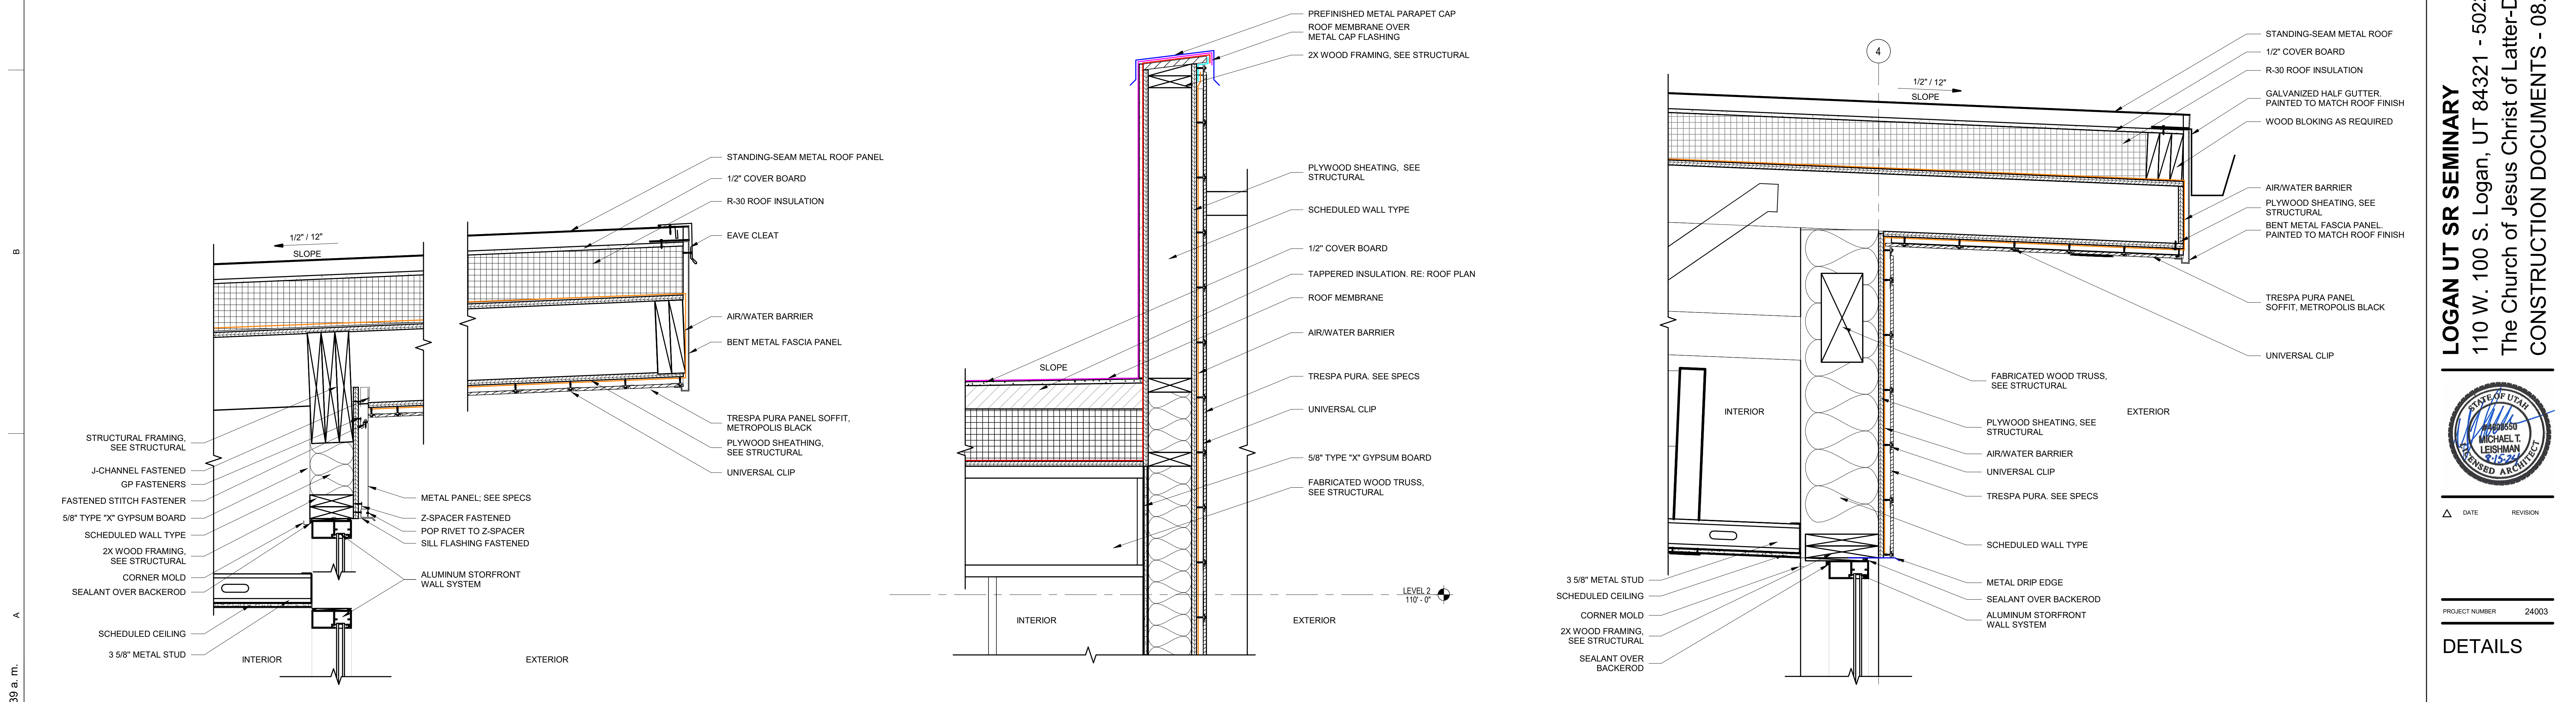 B
A
39 a. m.
1/2" / 12"
SLOPE
STANDING-SEAM METAL ROOF PANEL
1/2" COVER BOARD
R-30 ROOF INSULATION
EAVE CLEAT
AIR/WATER BARRIER
BENT METAL FASCIA PANEL
TRESPA PURA PANEL SOFFIT,
METROPOLIS BLACK
PLYWOOD SHEATHING,
SEE STRUCTURAL
UNIVERSAL CLIP
STRUCTURAL FRAMING,
SEE STRUCTURAL
J-CHANNEL FASTENED
GP FASTENERS
FASTENED STITCH FASTENER
5/8" TYPE "X" GYPSUM BOARD
SCHEDULED WALL TYPE
2X WOOD FRAMING,
SEE STRUCTURAL
CORNER MOLD
SEALANT OVER BACKEROD
SCHEDULED CEILING
3 5/8" METAL STUD
METAL PANEL; SEE SPECS
Z-SPACER FASTENED
POP RIVET TO Z-SPACER
SILL FLASHING FASTENED
ALUMINUM STORFRONT
WALL SYSTEM
INTERIOR
EXTERIOR
PREFINISHED METAL PARAPET CAP
ROOF MEMBRANE OVER
METAL CAP FLASHING
2X WOOD FRAMING, SEE STRUCTURAL
PLYWOOD SHEATING, SEE
STRUCTURAL
SCHEDULED WALL TYPE
1/2" COVER BOARD
TAPPERED INSULATION. RE: ROOF PLAN
ROOF MEMBRANE
AIR/WATER BARRIER
TRESPA PURA. SEE SPECS
UNIVERSAL CLIP
5/8" TYPE "X" GYPSUM BOARD
FABRICATED WOOD TRUSS,
SEE STRUCTURAL
SLOPE
LEVEL 2
110' - 0"
INTERIOR
EXTERIOR
4
1/2" / 12"
SLOPE
STANDING-SEAM METAL ROOF
1/2" COVER BOARD
R-30 ROOF INSULATION
GALVANIZED HALF GUTTER.
PAINTED TO MATCH ROOF FINISH
WOOD BLOKING AS REQUIRED
AIR/WATER BARRIER
PLYWOOD SHEATING, SEE
STRUCTURAL
BENT METAL FASCIA PANEL.
PAINTED TO MATCH ROOF FINISH
TRESPA PURA PANEL
SOFFIT, METROPOLIS BLACK
UNIVERSAL CLIP
FABRICATED WOOD TRUSS,
SEE STRUCTURAL
INTERIOR
EXTERIOR
PLYWOOD SHEATING, SEE
STRUCTURAL
AIR/WATER BARRIER
UNIVERSAL CLIP
TRESPA PURA. SEE SPECS
SCHEDULED WALL TYPE
METAL DRIP EDGE
SEALANT OVER BACKEROD
ALUMINUM STORFRONT
WALL SYSTEM
3 5/8" METAL STUD
SCHEDULED CEILING
CORNER MOLD
2X WOOD FRAMING,
SEE STRUCTURAL
SEALANT OVER
BACKEROD
LOGAN UT SR SEMINARY
110 W. 100 S. Logan, UT 84321 - 502
The Church of Jesus Christ of Latter-D
CONSTRUCTION DOCUMENTS - 08.
STATE OF UTAH
MICHAEL T.
LEISHMAN
8-15-24
LICENSED ARCHITECT
DATE
REVISION
PROJECT NUMBER
24003
DETAILS